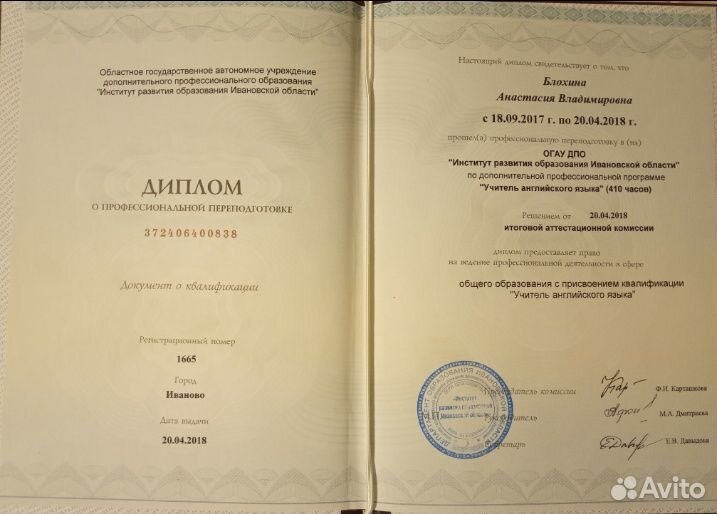 Областное государственное автономное учреждение
дополнительного профессионального образования
"Институт развития образования Ивановской области"
ДИПЛОМ
О ПРОФЕССИОНАЛЬНОЙ ПЕРЕПОДГОТОВКЕ
372406400838
Документ о квалификации
Регистрационный номер
1665
Город
Иваново
Дата выдачи
20.04.2018
Настоящий диплом свидетельствует о том, что
Блохина
Анастасия Владимировна
с 18.09.2017 г. по 20.04.2018 г.
прошел(а) профессиональную переподготовку в (на)
ОГАУ ДПО
"Институт развития образования Ивановской области"
по дополнительной профессиональной программе
"Учитель английского языка" (410 часов)
Решением от 20.04.2018
итоговой аттестационной комиссии
диплом предоставляет право
на ведение профессиональной деятельности в сфере
общего образования с присвоением квалификации
"Учитель английского языка"
Председатель комиссии Ф.И. Карташкова
М.П.
Руководитель М.А. Дмитриева
Секретарь Е.В. Давыдова
Avito